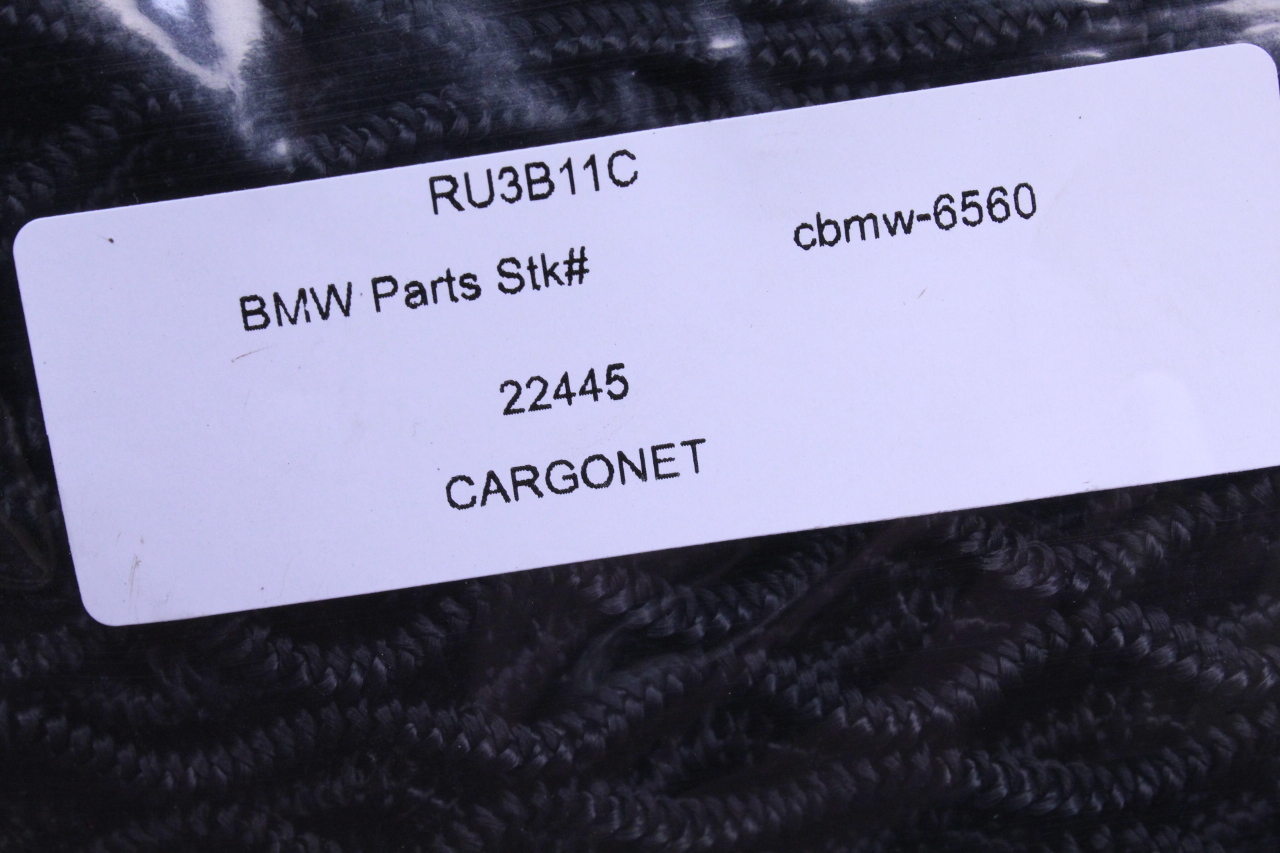 RU3B11C
BMW Parts Stk# cbmw-6560
22445
CARGONET